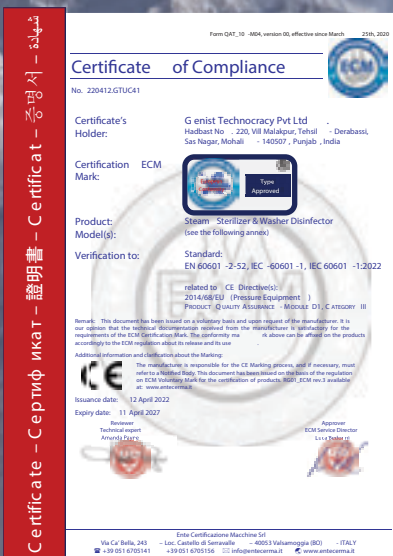 Form QAT_10 -M04, version 00, effective since March 25th, 2020
Certificate of Compliance
ECM
No. 220412.GTUC41
Certificate's Holder:
G enist Technocracy Pvt Ltd .
Hadbast No . 220, Vill Malakpur, Tehsil - Derabassi,
Sas Nagar, Mohali - 140507 , Punjab , India
Certification ECM Mark:
Type Approved
Product: Steam Sterilizer & Washer Disinfector
Model(s): (see the following annex)
Verification to: Standard:
EN 60601 -2-52, IEC -60601 -1, IEC 60601 -1:2022
related to CE Directive(s):
2014/68/EU (Pressure Equipment )
PRODUCT QUALITY ASSURANCE - MODULE D1, CATEGORY III
Remark: This document has been issued on a voluntary basis and upon request of the manufacturer. It is
our opinion that the technical documentation received from the manufacturer is satisfactory for the
requirements of the ECM Certification Mark. The conformity ma rk above can be affixed on the products
accordingly to the ECM regulation about its release and its use .
Additional information and clarification about the Marking:
CE
The manufacturer is responsible for the CE Marking process, and if necessary, must
refer to a Notified Body. This document has been issued on the basis of the regulation
on ECM Voluntary Mark for the certification of products. RG01_ECM rev.3 available
at: www.entecerma.it
Issuance date: 12 April 2022
Expiry date: 11 April 2027
Reviewer
Technical expert
Amanda Payne
Approver
ECM Service Director
Luca Bedonni
Ente Certificazione Macchine Srl
Via Ca' Bella, 243 – Loc. Castello di Serravalle – 40053 Valsamoggia (BO) - ITALY
☎ +39 051 6705141 +39 051 6705156 ✉ info@entecerma.it www.entecerma.it
Certificate – Сертификат – 證明書 – Certificat – 증명서 – شهادة